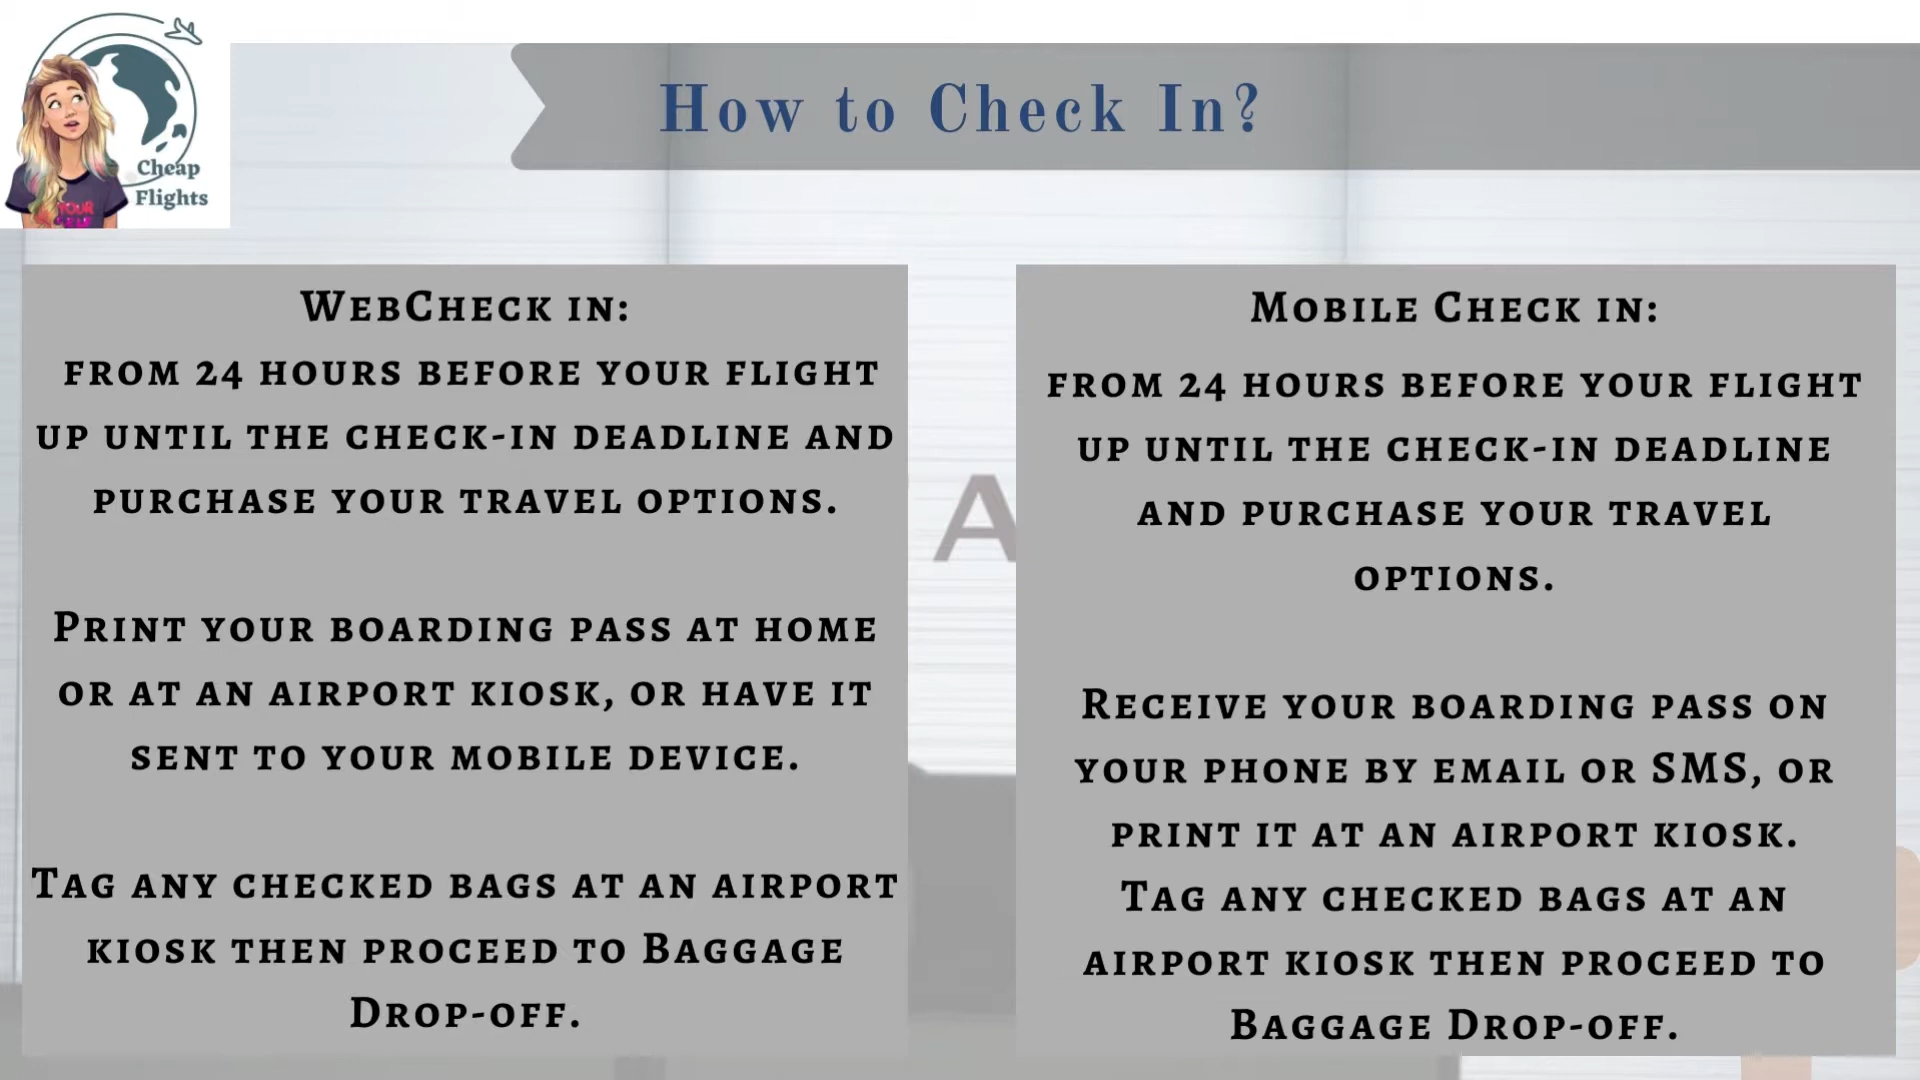 Cheap
Flights
YOUR
How to Check In?
WebCheck in:
from 24 hours before your flight
up until the check-in deadline and
purchase your travel options.
Print your boarding pass at home
or at an airport kiosk, or have it
sent to your mobile device.
Tag any checked bags at an airport
kiosk then proceed to Baggage
Drop-off.
A
Mobile Check in:
from 24 hours before your flight
up until the check-in deadline
and purchase your travel
options.
Receive your boarding pass on
your phone by email or SMS, or
print it at an airport kiosk.
Tag any checked bags at an
airport kiosk then proceed to
Baggage Drop-off.